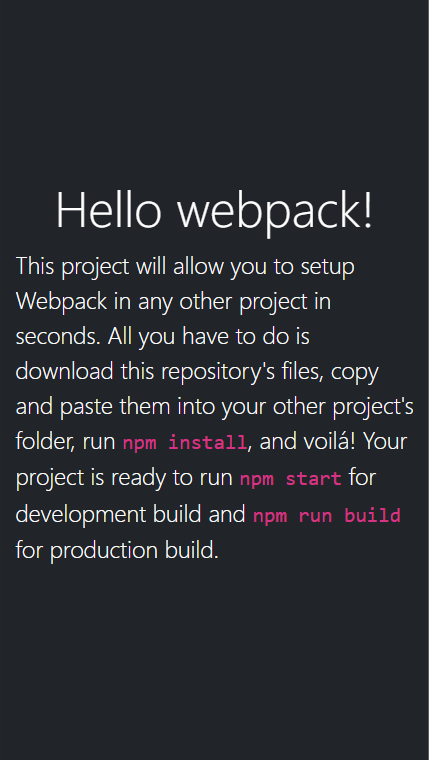 Hello webpack!
This project will allow you to setup
Webpack in any other project in
seconds. All you have to do is
download this repository's files, copy
and paste them into your other project's
folder, run npm install, and voilá! Your
project is ready to run npm start for
development build and npm run build
for production build.